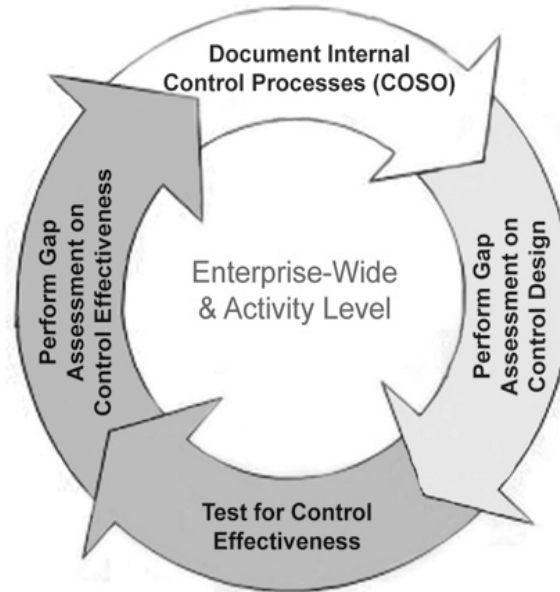 Document Internal
Control Processes (COSO)
Perform Gap
Assessment on
Control Design
Test for Control
Effectiveness
Perform Gap
Assessment on
Control Effectiveness
Enterprise-Wide
& Activity Level